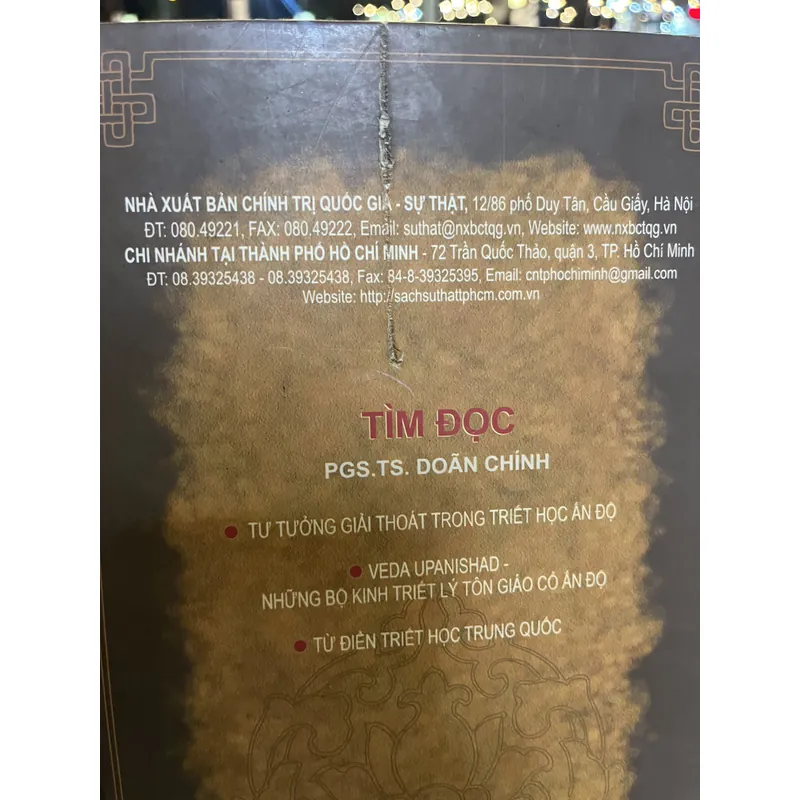 NHÀ XUẤT BẢN CHÍNH TRỊ QUỐC GIA - SỰ THẬT, 12/86 phố Duy Tân, Cầu Giấy, Hà Nội
ĐT: 080.49221, FAX: 080.49222, Email: suthat@nxbctqg.vn, Website: www.nxbctqg.vn
CHI NHÁNH TẠI THÀNH PHỐ HỒ CHÍ MINH - 72 Trần Quốc Thảo, quận 3, TP. Hồ Chí Minh
ĐT: 08.39325438 - 08.39325438, Fax: 84-8-39325395, Email: cntphochiminh@gmail.com
Website: http://sachsuthattphcm.com.vn
TÌM ĐỌC
PGS.TS. DOÃN CHÍNH
• TƯ TƯỞNG GIẢI THOÁT TRONG TRIẾT HỌC ẤN ĐỘ
• VEDA UPANISHAD -
NHỮNG BỘ KINH TRIẾT LÝ TÔN GIÁO CỔ ẤN ĐỘ
• TỪ ĐIỂN TRIẾT HỌC TRUNG QUỐC